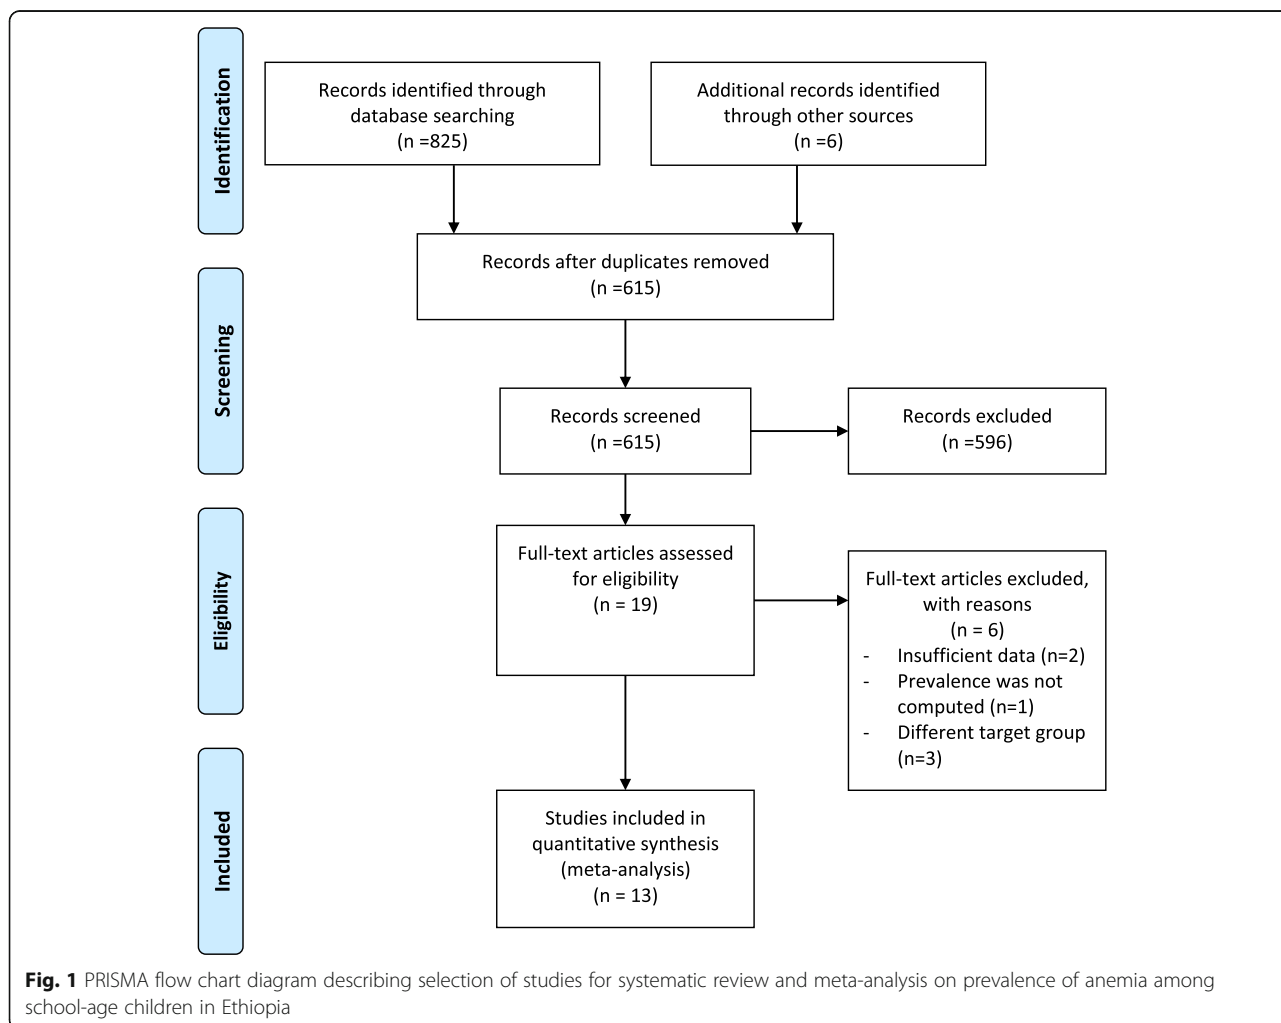 Identification
Records identified through
database searching
(n =825)
Additional records identified
through other sources
(n =6)
Records after duplicates removed
(n =615)
Screening
Records screened
(n =615)
Records excluded
(n =596)
Eligibility
Full-text articles assessed
for eligibility
(n = 19)
Full-text articles excluded,
with reasons
(n = 6)
- Insufficient data (n=2)
- Prevalence was not
computed (n=1)
- Different target group
(n=3)
Included
Studies included in
quantitative synthesis
(meta-analysis)
(n = 13)
Fig. 1 PRISMA flow chart diagram describing selection of studies for systematic review and meta-analysis on prevalence of anemia among
school-age children in Ethiopia